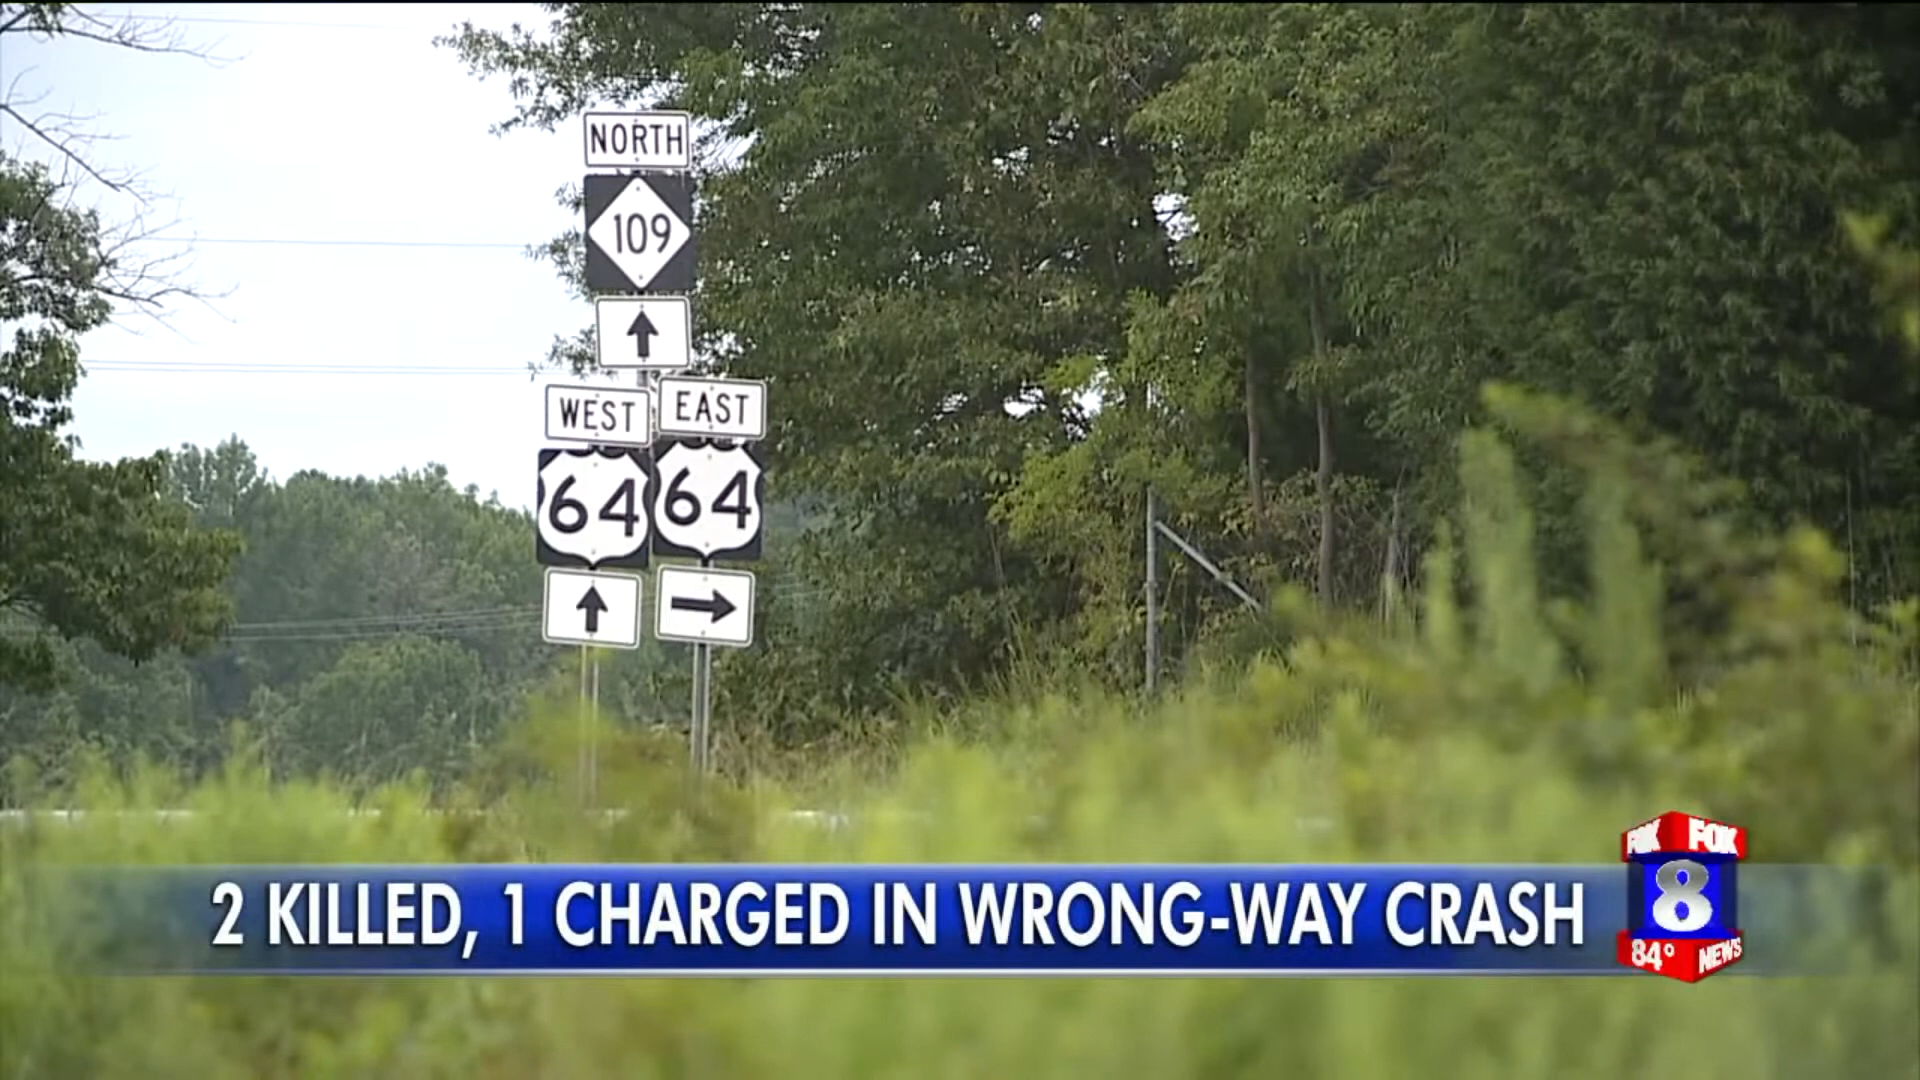 NORTH
109
WEST EAST
64 64
2 KILLED, 1 CHARGED IN WRONG-WAY CRASH
FOX FOX
8
84° NEWS